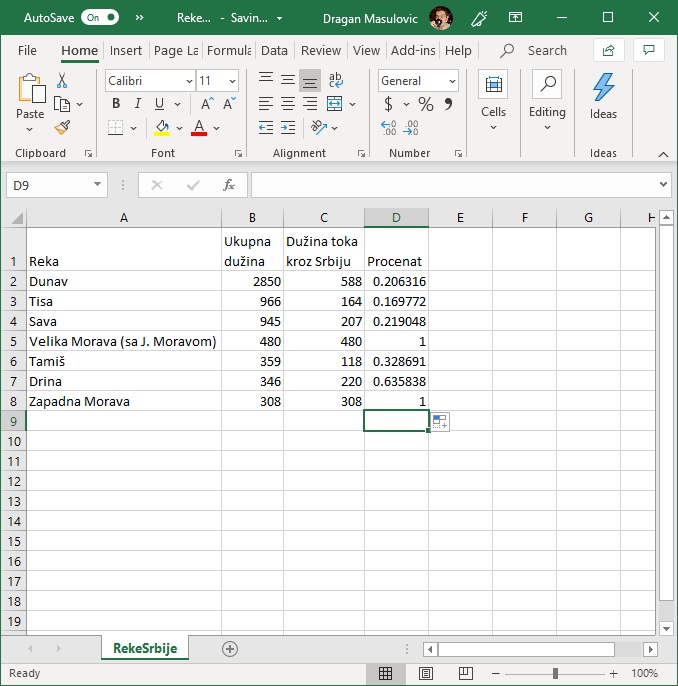 AutoSave On Reke... - Savin... Dragan Masulovic
File Home Insert Page La Formula Data Review View Add-ins Help Search
Paste Calibri 11 ab c General Cells Editing Ideas
B I U A A $ % 9
A .00 .00
Clipboard Font Alignment Number Ideas
D9 fx
A B C D E F G H
1 Reka Ukupna dužina Dužina toka kroz Srbiju Procenat
2 Dunav 2850 588 0.206316
3 Tisa 966 164 0.169772
4 Sava 945 207 0.219048
5 Velika Morava (sa J. Moravom) 480 480 1
6 Tamiš 359 118 0.328691
7 Drina 346 220 0.635838
8 Zapadna Morava 308 308 1
9
10
11
12
13
14
15
16
17
18
19
RekeSrbije
Ready 100%